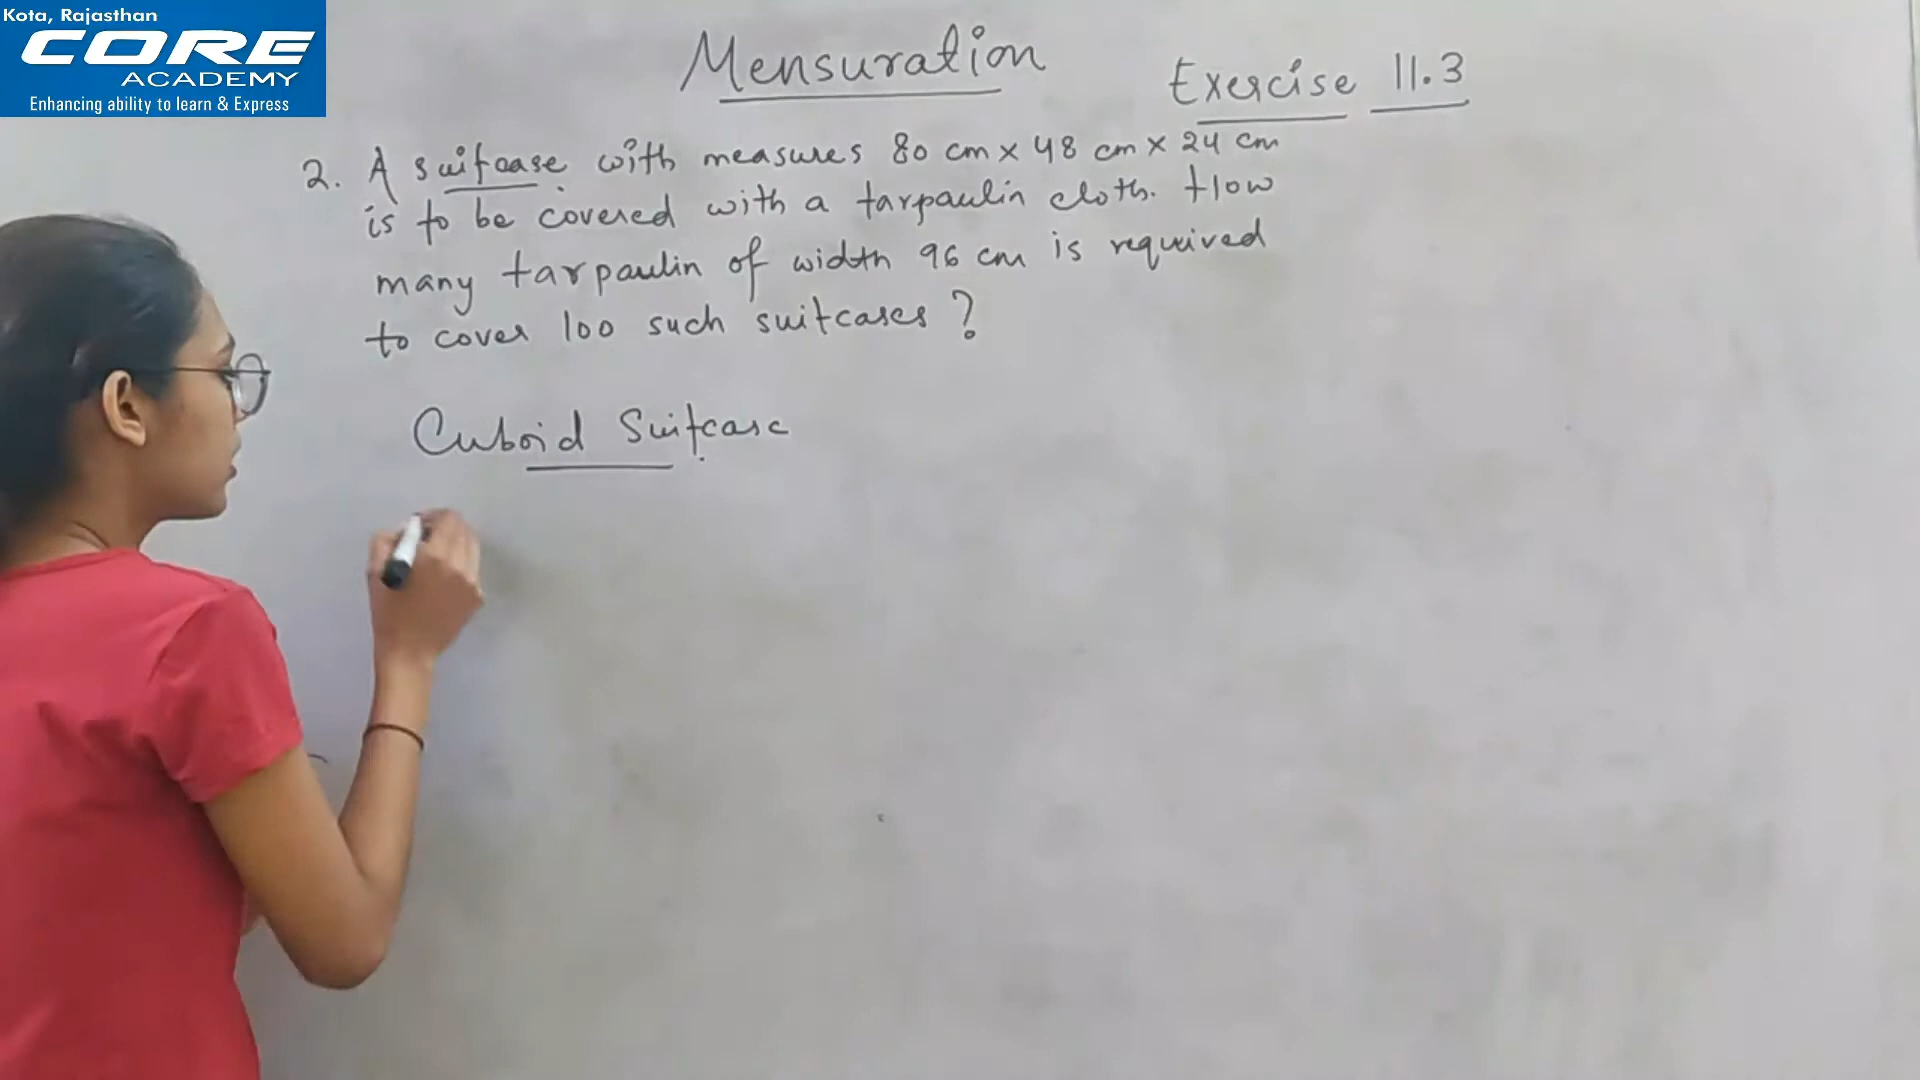 Kota, Rajasthan
CORE
ACADEMY
Enhancing ability to learn & Express
Mensuration
Exercise 11.3
2. A suitcase with measures 80 cm x 48 cm x 24 cm
is to be covered with a tarpaulin cloth. How
many tarpaulin of width 96 cm is required
to cover 100 such suitcases ?
Cuboid Suitcase